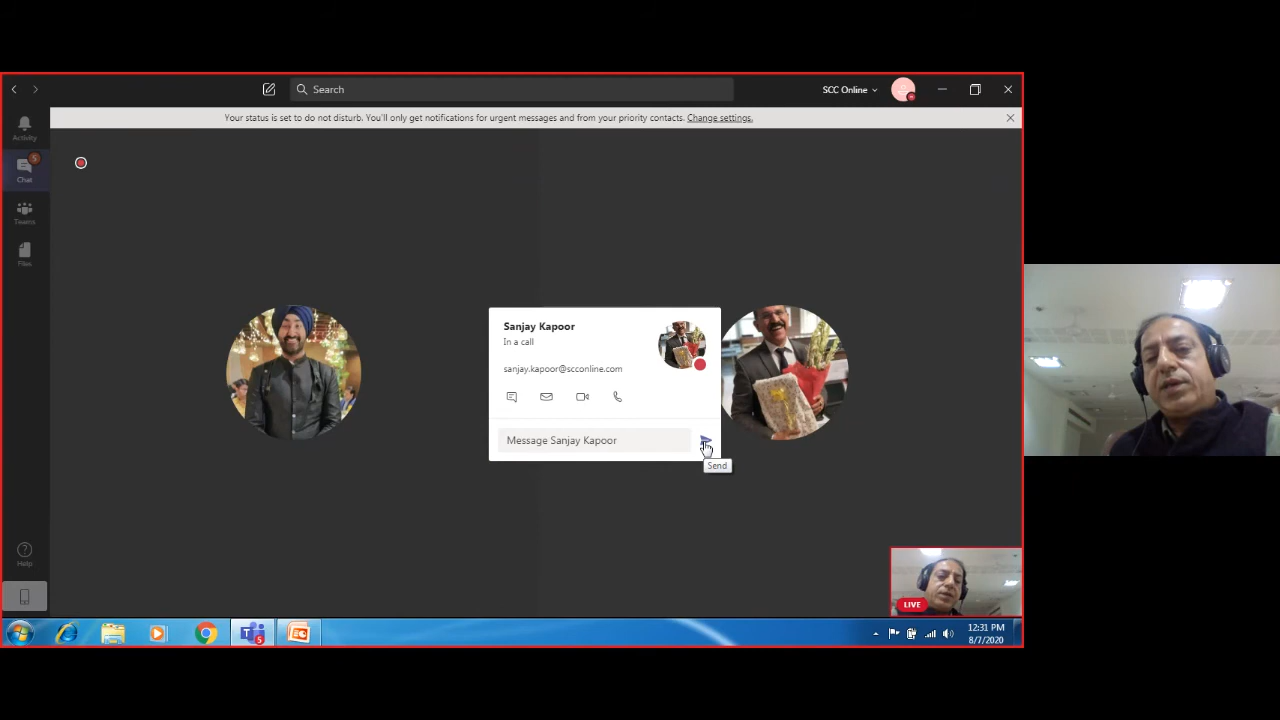 Search
SCC Online
Your status is set to do not disturb. You'll only get notifications for urgent messages and from your priority contacts. Change settings.
Activity
5
Chat
Teams
Files
Sanjay Kapoor
In a call
sanjay.kapoor@scconline.com
Message Sanjay Kapoor
Send
Help
LIVE
5
12:31 PM
8/7/2020